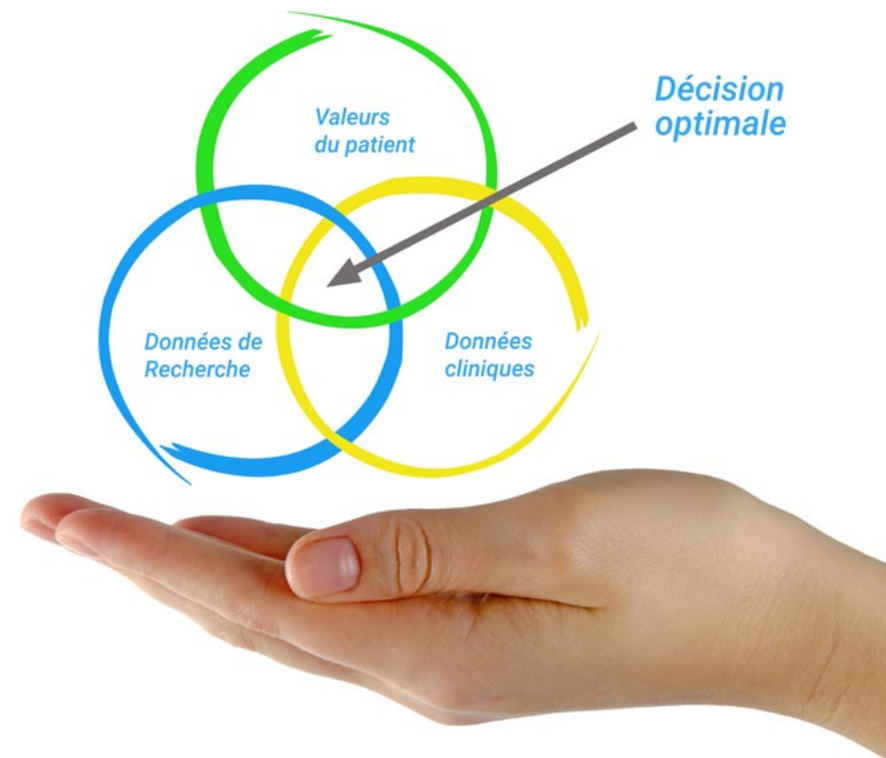 Valeurs
du patient
Décision
optimale
Données de
Recherche
Données
cliniques